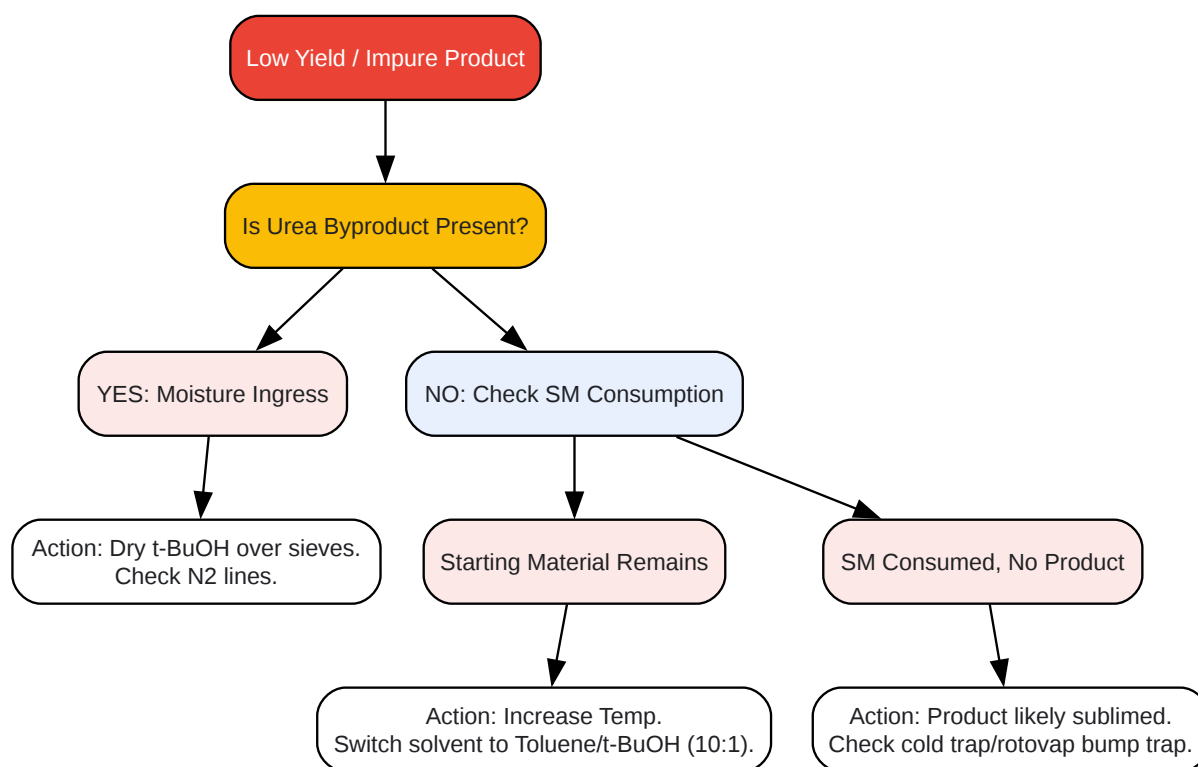 Low Yield / Impure Product
Is Urea Byproduct Present?
YES: Moisture Ingress
NO: Check SM Consumption
Action: Dry t-BuOH over sieves.
Check N2 lines.
Starting Material Remains
SM Consumed, No Product
Action: Increase Temp.
Switch solvent to Toluene/t-BuOH (10:1).
Action: Product likely sublimed.
Check cold trap/rotovap bump trap.